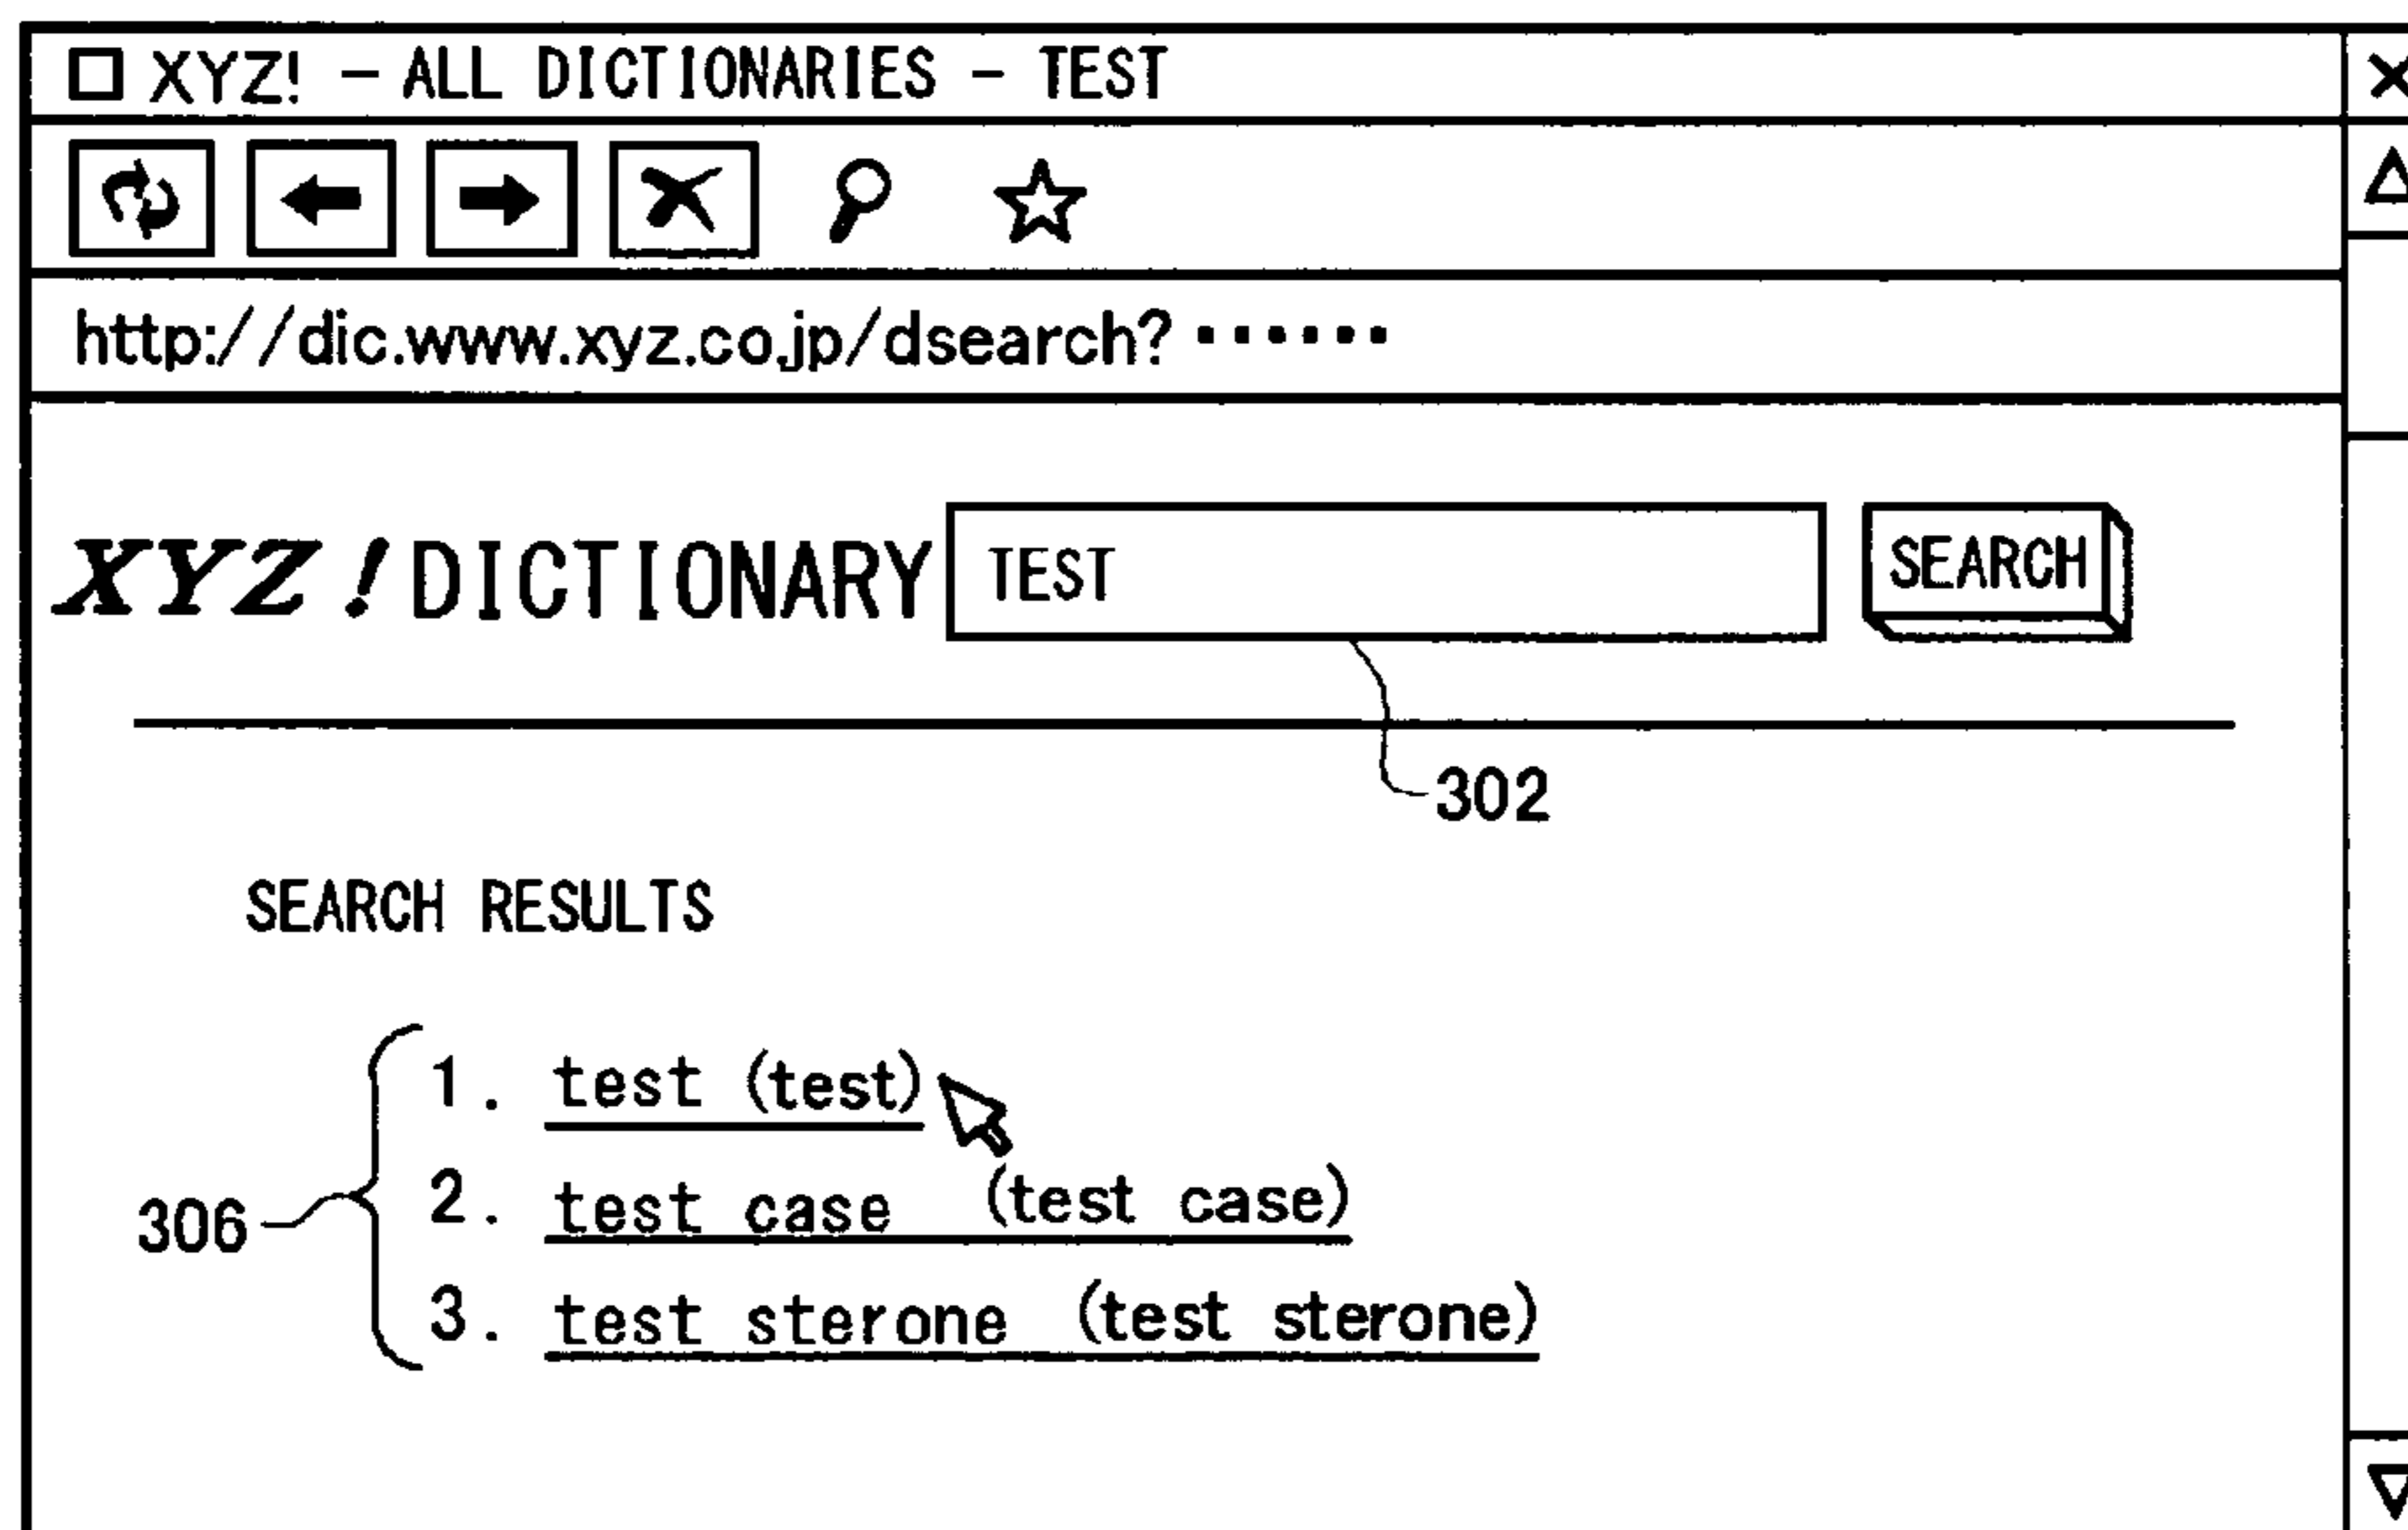 XYZ! - ALL DICTIONARIES - TEST
http://dic.www.xyz.co.jp/dsearch? ・・・・・・
XYZ!DICTIONARY TEST SEARCH
302
SEARCH RESULTS
1. test (test)
306
2. test case (test case)
3. test sterone (test sterone)